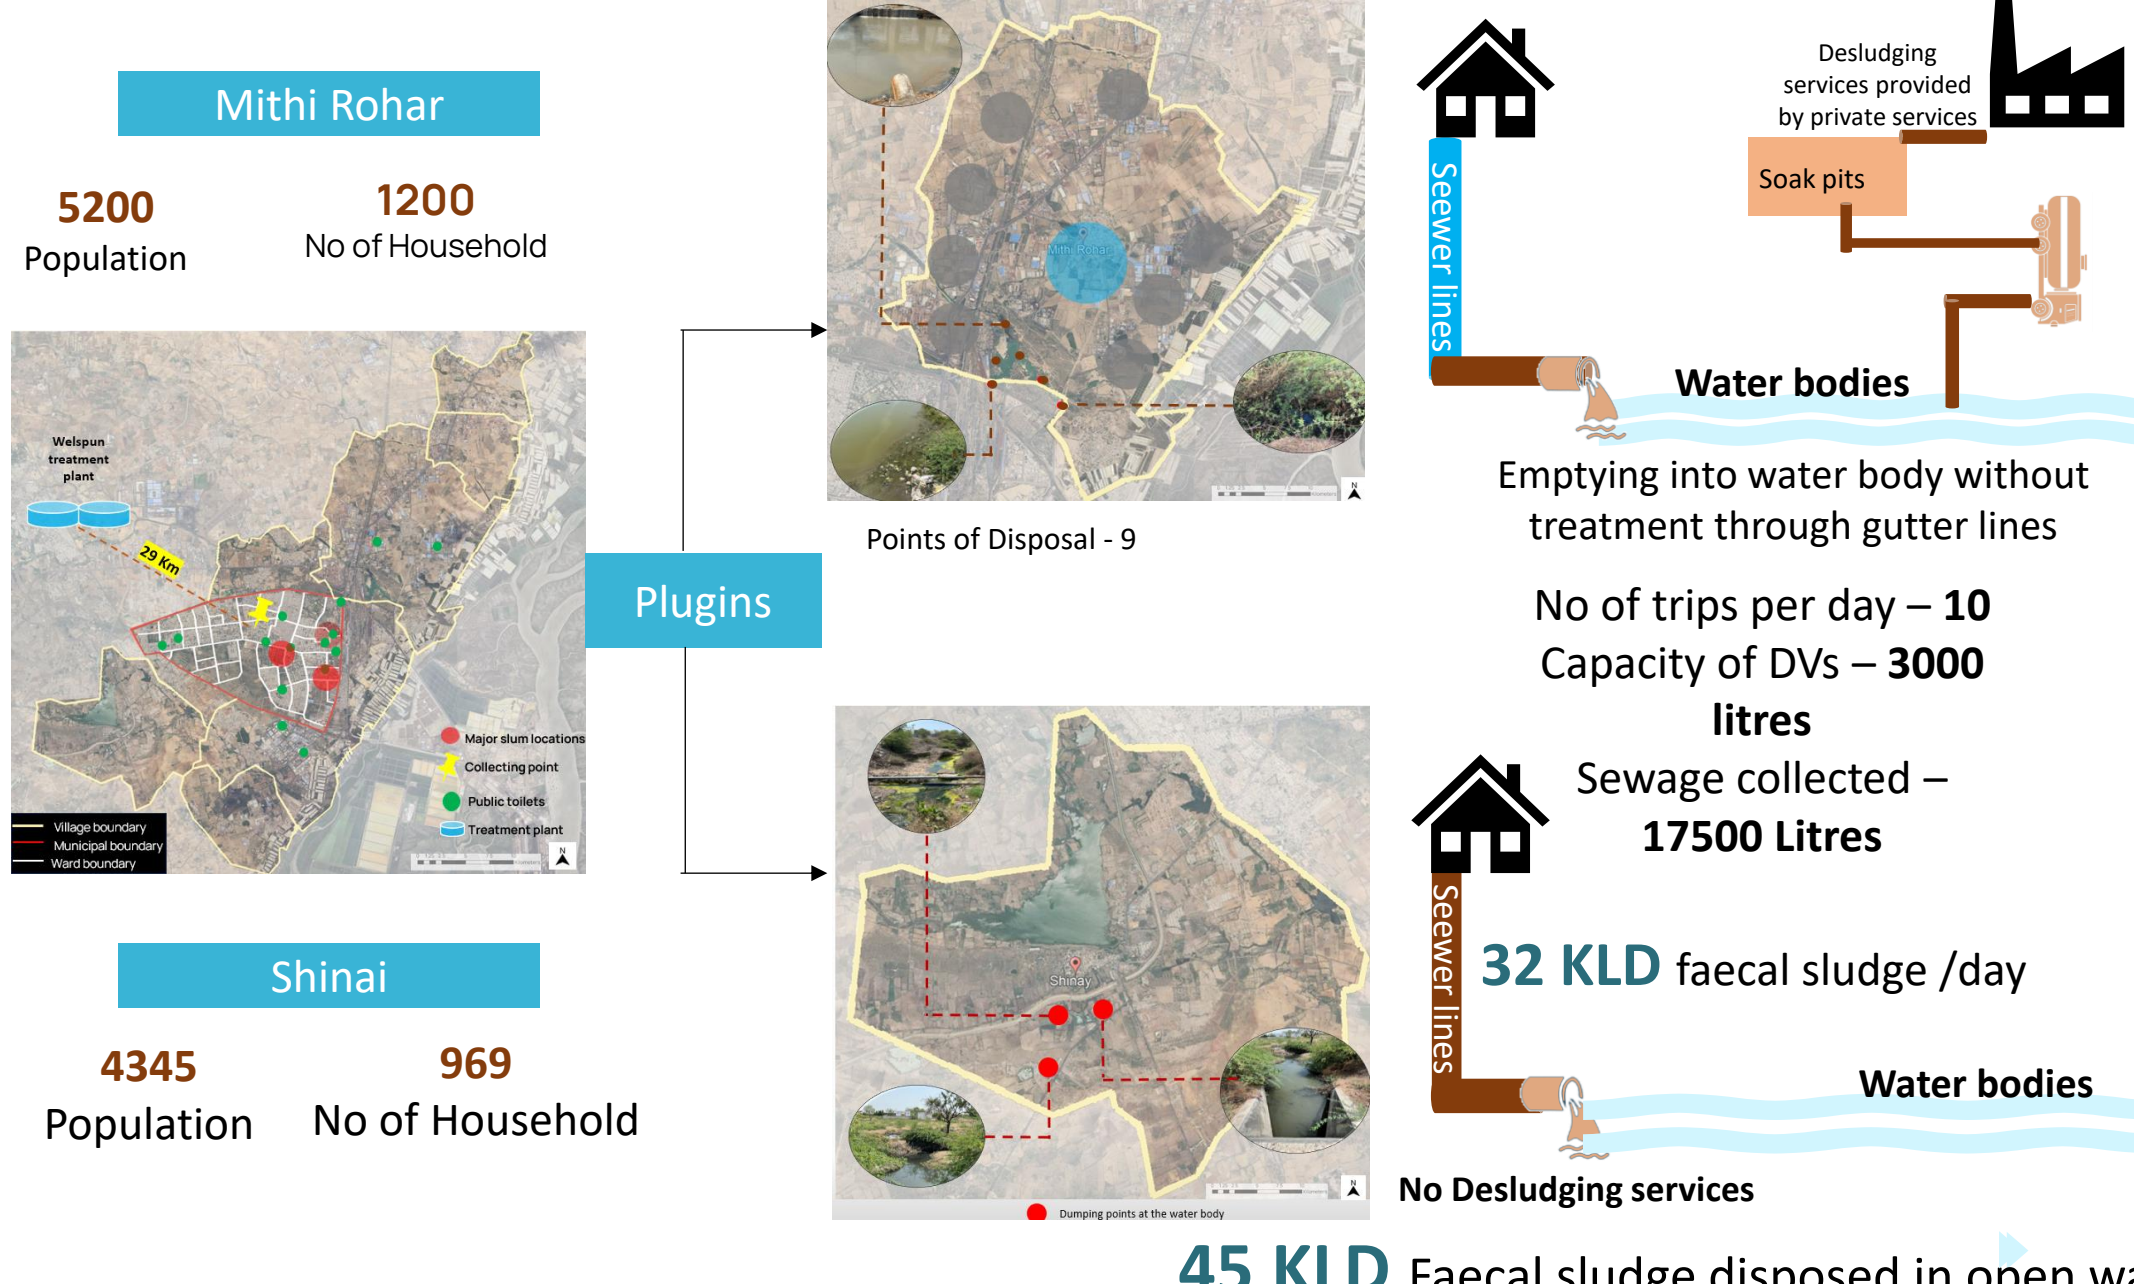 Mithi Rohar
5200
Population
1200
No of Household
Welspun
treatment
plant
29 Km
Major slum locations
Collecting point
Public toilets
Treatment plant
Village boundary
Municipal boundary
Ward boundary
N
Plugins
Shinai
4345
Population
969
No of Household
Mithi Rohar
N
Points of Disposal - 9
Shinay
N
Dumping points at the water body
Desludging
services provided
by private services
Soak pits
Seewer lines
Water bodies
Emptying into water body without
treatment through gutter lines
No of trips per day – 10
Capacity of DVs – 3000
litres
Sewage collected –
17500 Litres
Seewer lines
32 KLD faecal sludge /day
Water bodies
No Desludging services
45 KLD Faecal sludge disposed in open wa